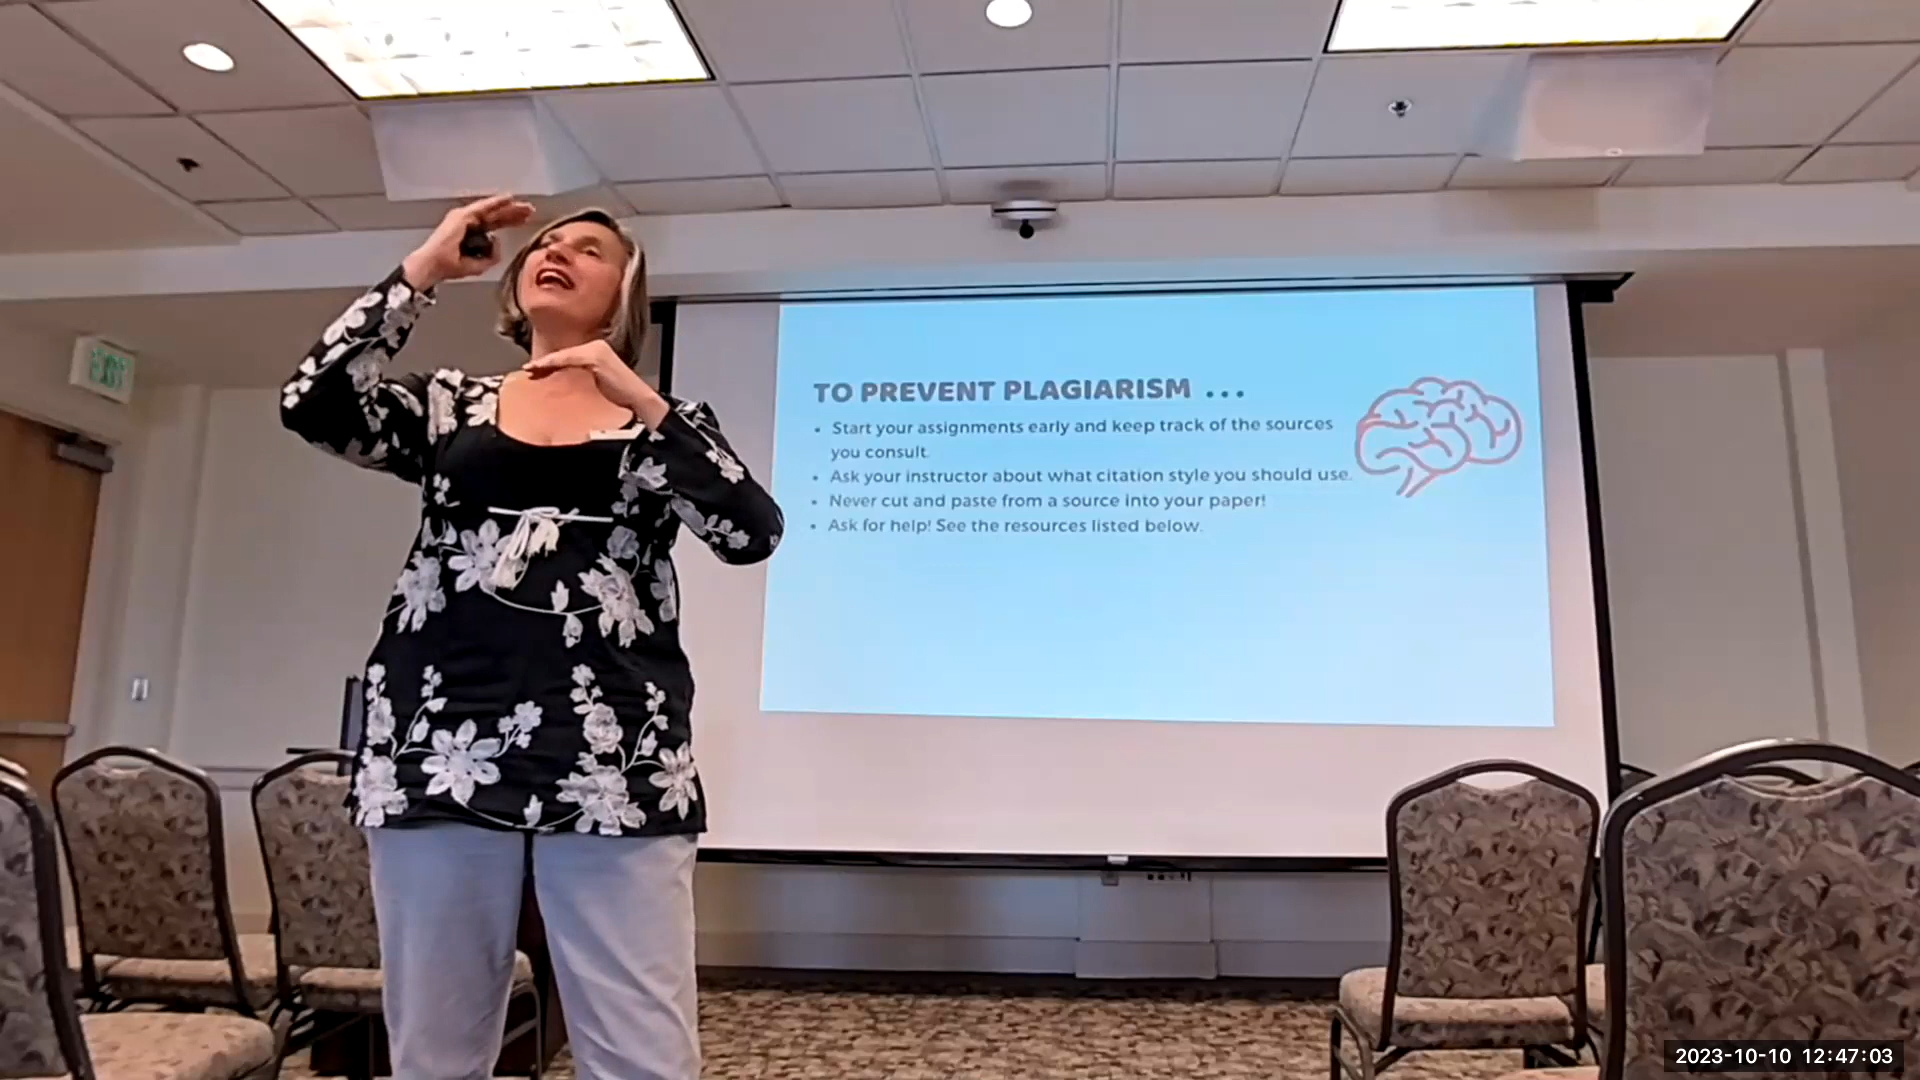 EXIT
TO PREVENT PLAGIARISM ...
• Start your assignments early and keep track of the sources
you consult.
• Ask your instructor about what citation style you should use.
• Never cut and paste from a source into your paper!
• Ask for help! See the resources listed below.
2023-10-10 12:47:03